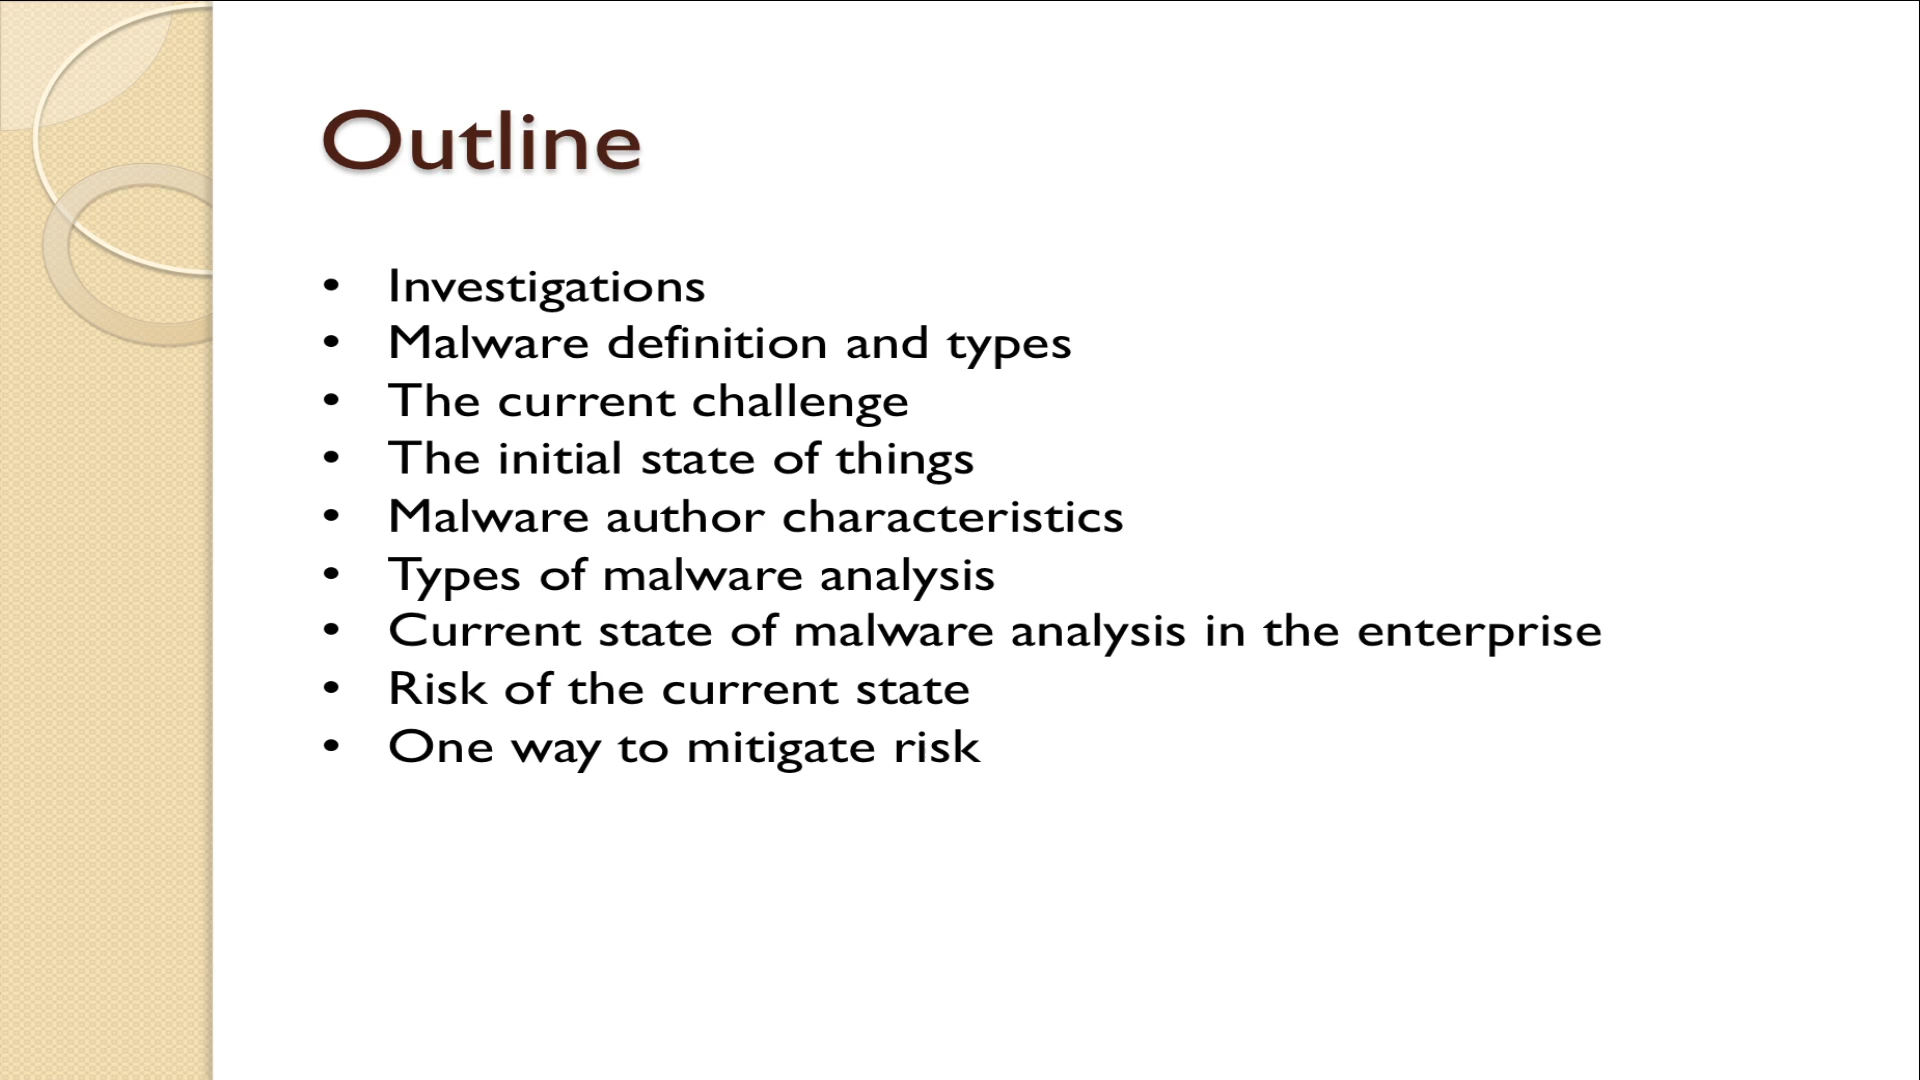 Outline
• Investigations
• Malware definition and types
• The current challenge
• The initial state of things
• Malware author characteristics
• Types of malware analysis
• Current state of malware analysis in the enterprise
• Risk of the current state
• One way to mitigate risk